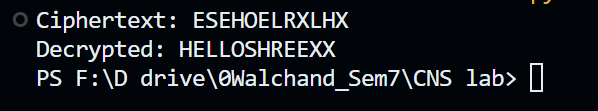 Ciphertext: ESEHOELRXLHX
Decrypted: HELLOSHREEXX
PS F:\D drive\0Walchand_Sem7\CNS lab>